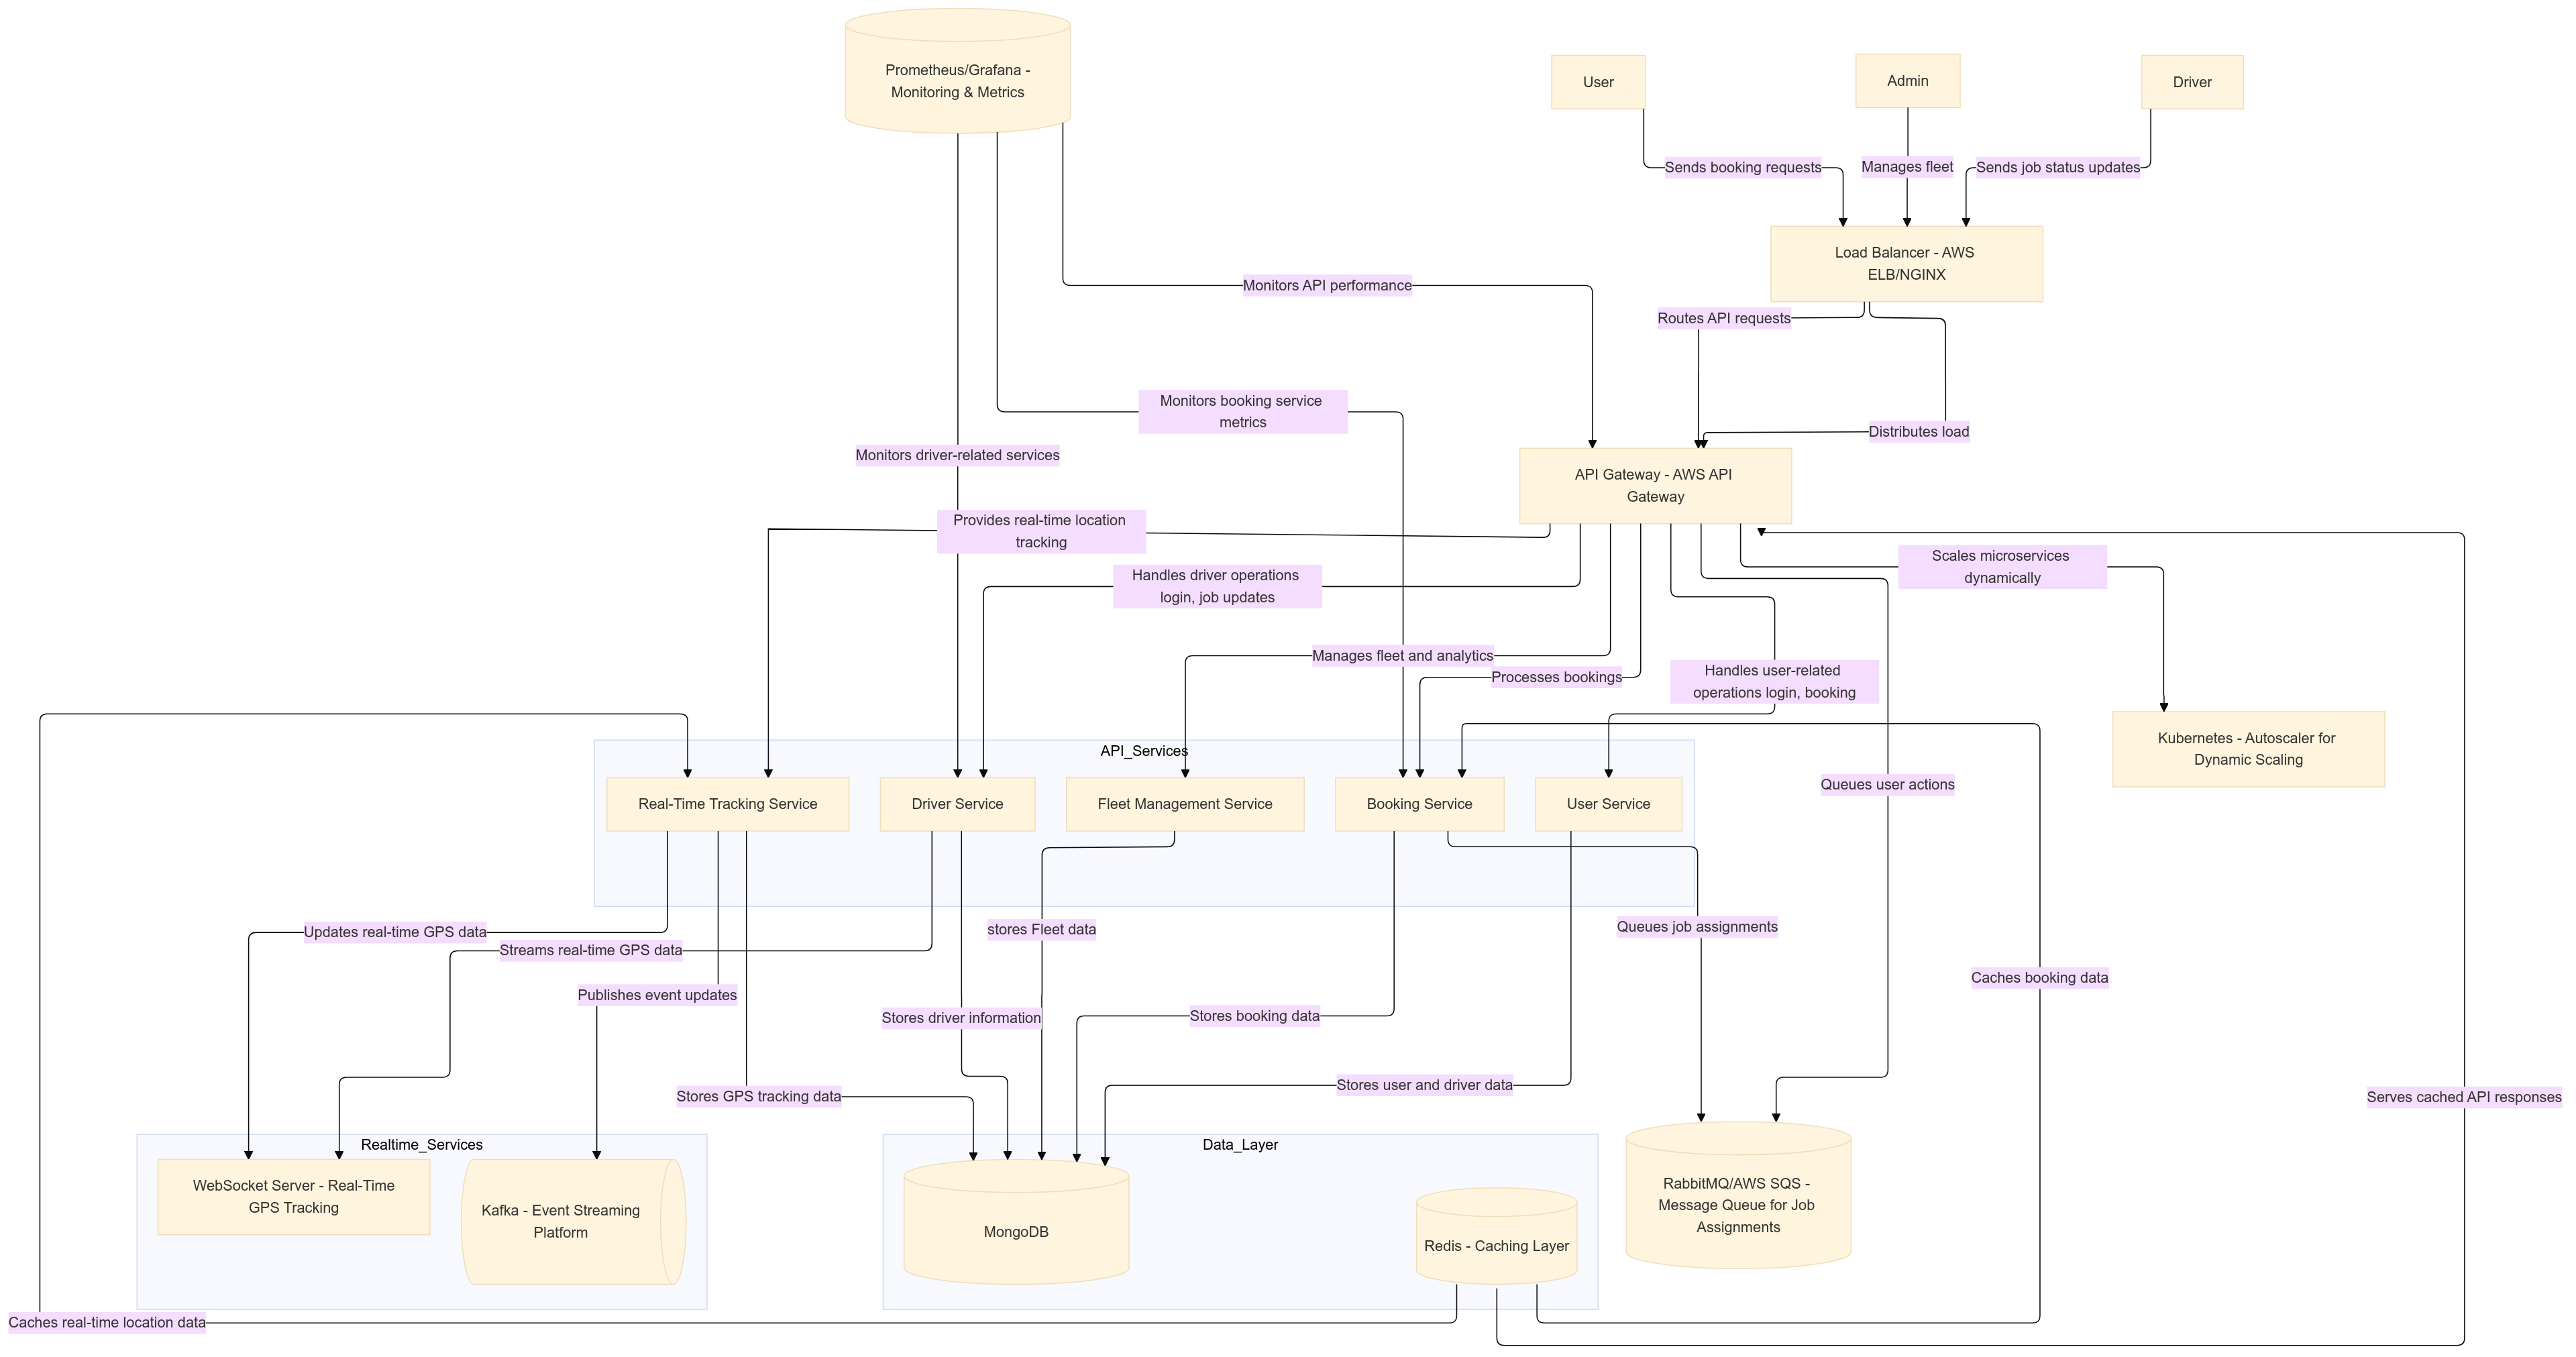 Prometheus/Grafana -
Monitoring & Metrics
User
Admin
Driver
Sends booking requests
Manages fleet
Sends job status updates
Load Balancer - AWS
ELB/NGINX
Monitors API performance
Routes API requests
Monitors booking service
metrics
Distributes load
Monitors driver-related services
API Gateway - AWS API
Gateway
Provides real-time location
tracking
Scales microservices
dynamically
Handles driver operations
login, job updates
Manages fleet and analytics
Processes bookings
Handles user-related
operations login, booking
Kubernetes - Autoscaler for
Dynamic Scaling
API_Services
Queues user actions
Real-Time Tracking Service
Driver Service
Fleet Management Service
Booking Service
User Service
Updates real-time GPS data
Streams real-time GPS data
stores Fleet data
Queues job assignments
Caches booking data
Publishes event updates
Stores driver information
Stores booking data
Stores GPS tracking data
Stores user and driver data
Serves cached API responses
Realtime_Services
Data_Layer
WebSocket Server - Real-Time
GPS Tracking
Kafka - Event Streaming
Platform
MongoDB
Redis - Caching Layer
RabbitMQ/AWS SQS -
Message Queue for Job
Assignments
Caches real-time location data